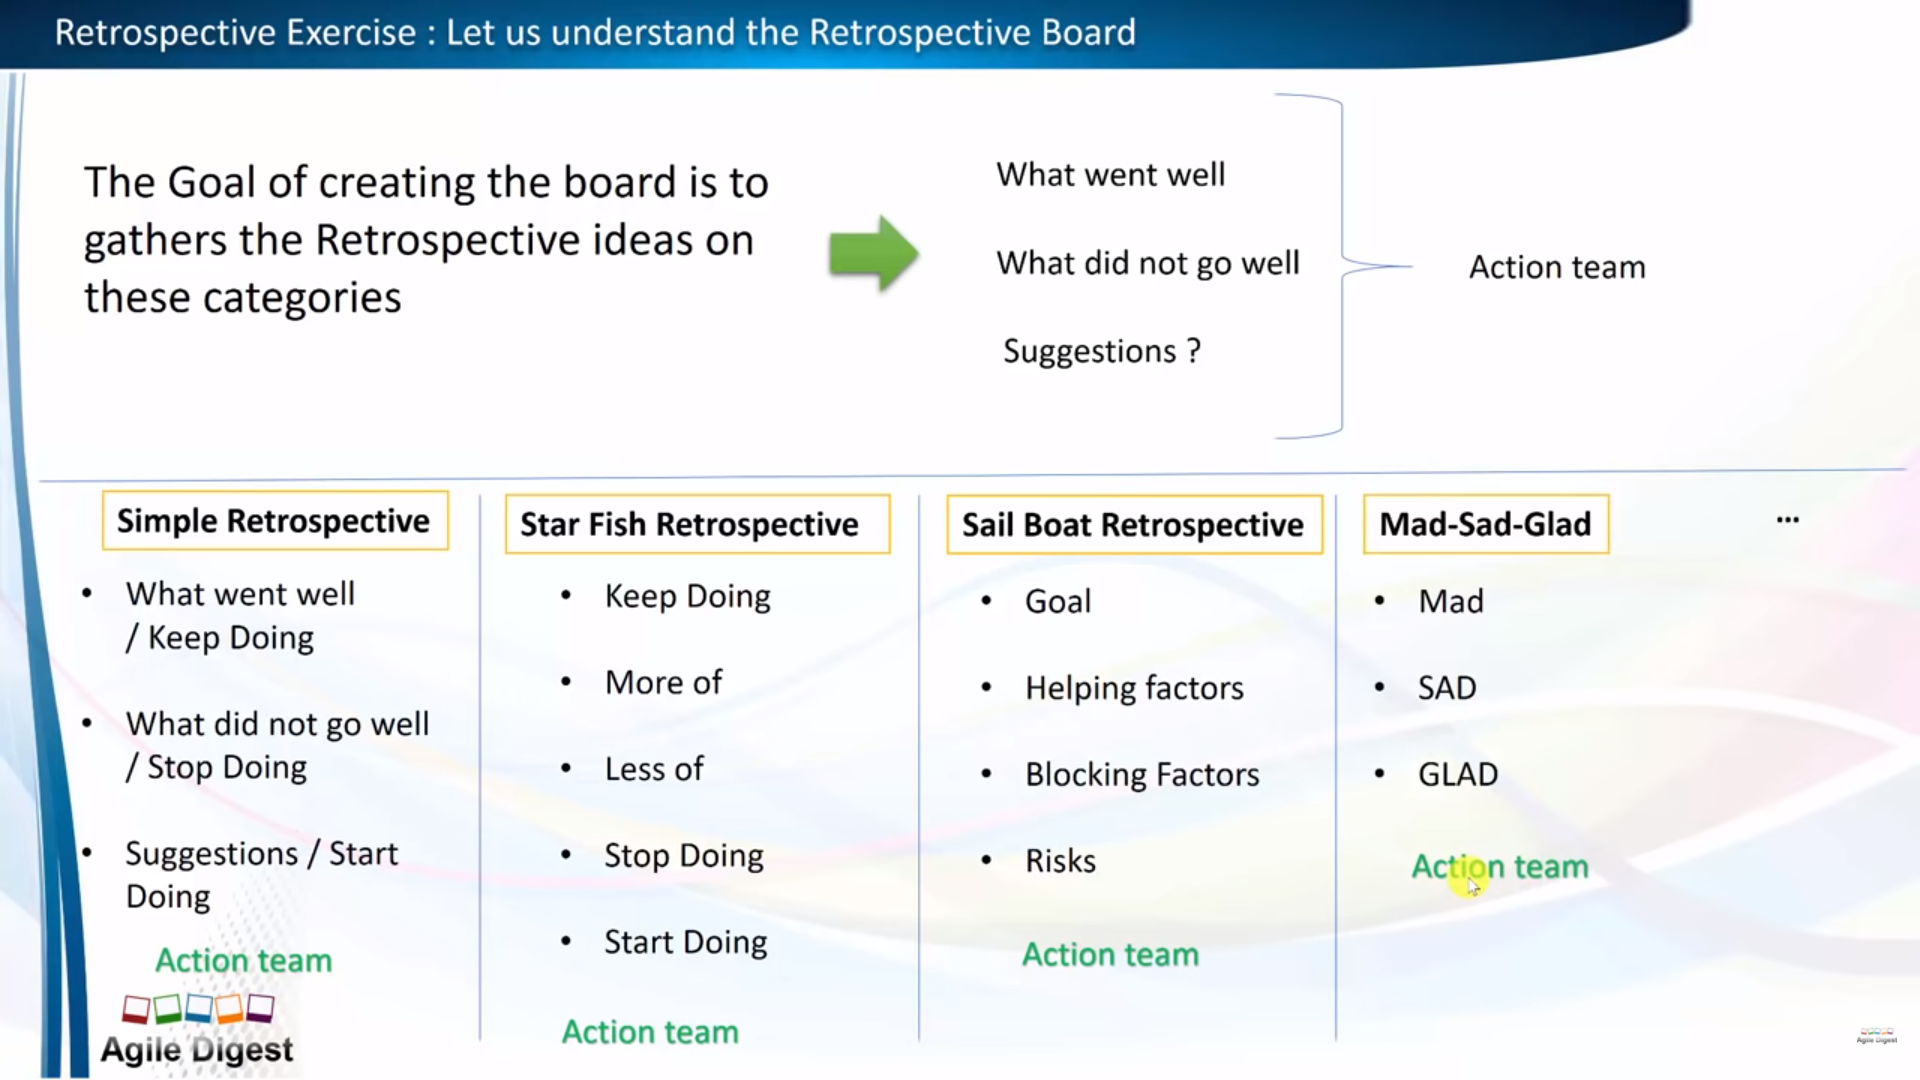 Retrospective Exercise : Let us understand the Retrospective Board
The Goal of creating the board is to
gathers the Retrospective ideas on
these categories
What went well
What did not go well
Suggestions ?
Action team
Simple Retrospective
• What went well
/ Keep Doing
• What did not go well
/ Stop Doing
• Suggestions / Start
Doing
Action team
Star Fish Retrospective
• Keep Doing
• More of
• Less of
• Stop Doing
• Start Doing
Action team
Sail Boat Retrospective
• Goal
• Helping factors
• Blocking Factors
• Risks
Action team
Mad-Sad-Glad
• Mad
• SAD
• GLAD
Action team
...
Agile Digest
Agile Digest